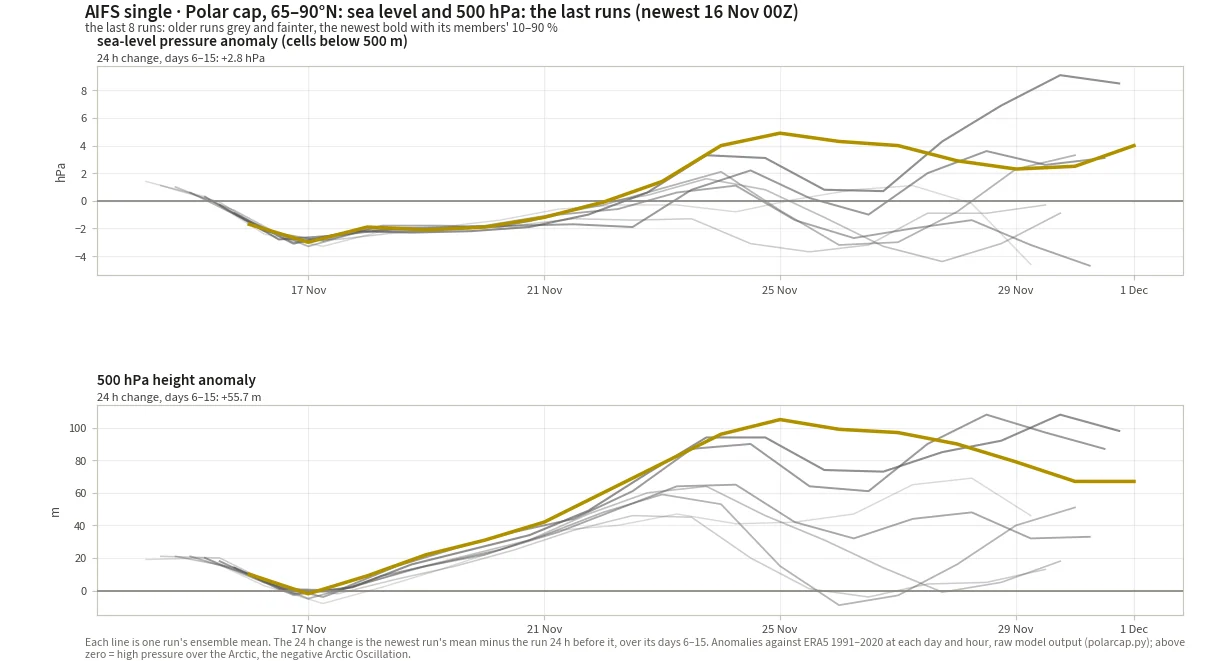 AIFS single · Polar cap, 65–90°N: sea level and 500 hPa: the last runs (newest 16 Nov 00Z)
the last 8 runs: older runs grey and fainter, the newest bold with its members' 10–90 %
sea-level pressure anomaly (cells below 500 m)
24 h change, days 6–15: +2.8 hPa
8
6
4
2
0
−2
−4
hPa
17 Nov 21 Nov 25 Nov 29 Nov 1 Dec
500 hPa height anomaly
24 h change, days 6–15: +55.7 m
100
80
60
40
20
0
m
17 Nov 21 Nov 25 Nov 29 Nov 1 Dec
Each line is one run's ensemble mean. The 24 h change is the newest run's mean minus the run 24 h before it, over its days 6–15. Anomalies against ERA5 1991–2020 at each day and hour, raw model output (polarcap.py); above
zero = high pressure over the Arctic, the negative Arctic Oscillation.